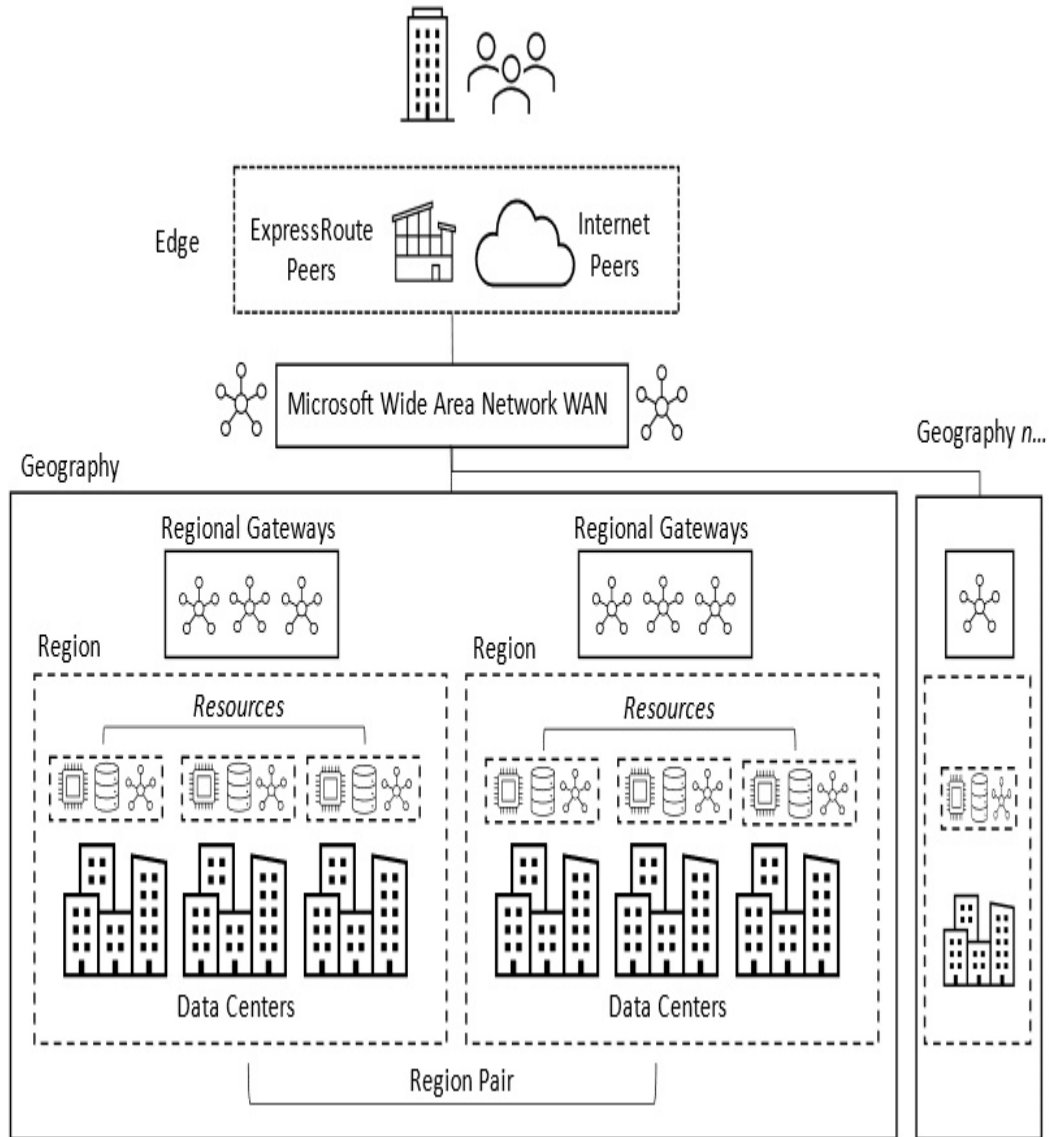 Edge
ExpressRoute
Peers
Internet
Peers
Microsoft Wide Area Network WAN
Geography
Geography n...
Regional Gateways
Regional Gateways
Region
Region
Resources
Resources
Data Centers
Data Centers
Region Pair